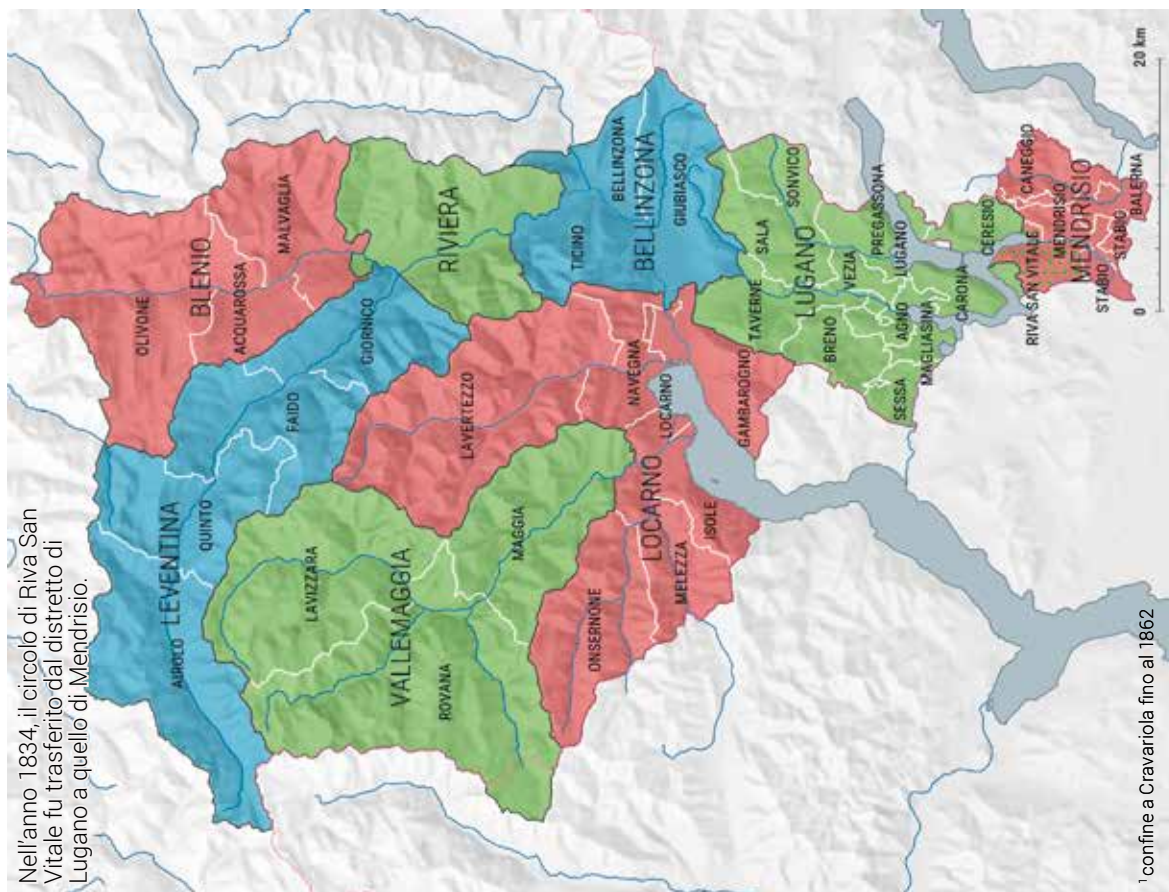 Nell'anno 1834, il circolo di Riva San
Vitale fu trasferito dal distretto di
Lugano a quello di Mendrisio.
OLIVONE
BLENIO
ACQUAROSSA
MALVAGLIA
AIROLO
LEVENTINA
QUINTO
FAIDO
GIORNICO
RIVIERA
LAVIZZARA
VALLEMAGGIA
ROVANA
MAGGIA
LAVERTEZZO
NAVEGNA
LOCARNO
GAMBAROGNO
ONSERNONE
LOCARNO
MELEZZA
ISOLE
TICINO
BELLINZONA
BELLINZONA
GIUBIASCO
TAVERNE
SALA
SONVICO
LUGANO
BRENO
VEZIA
PREGASSONA
AGNO
LUGANO
SESSA
MAGLIASINA
CARONA
CERESIO
RIVA SAN VITALE
CANEGGIO
MENDRISIO
MENDRISIO
STABIO
STABIO
BALERNA
0 20 km
¹ confine a Cravariola fino al 1862